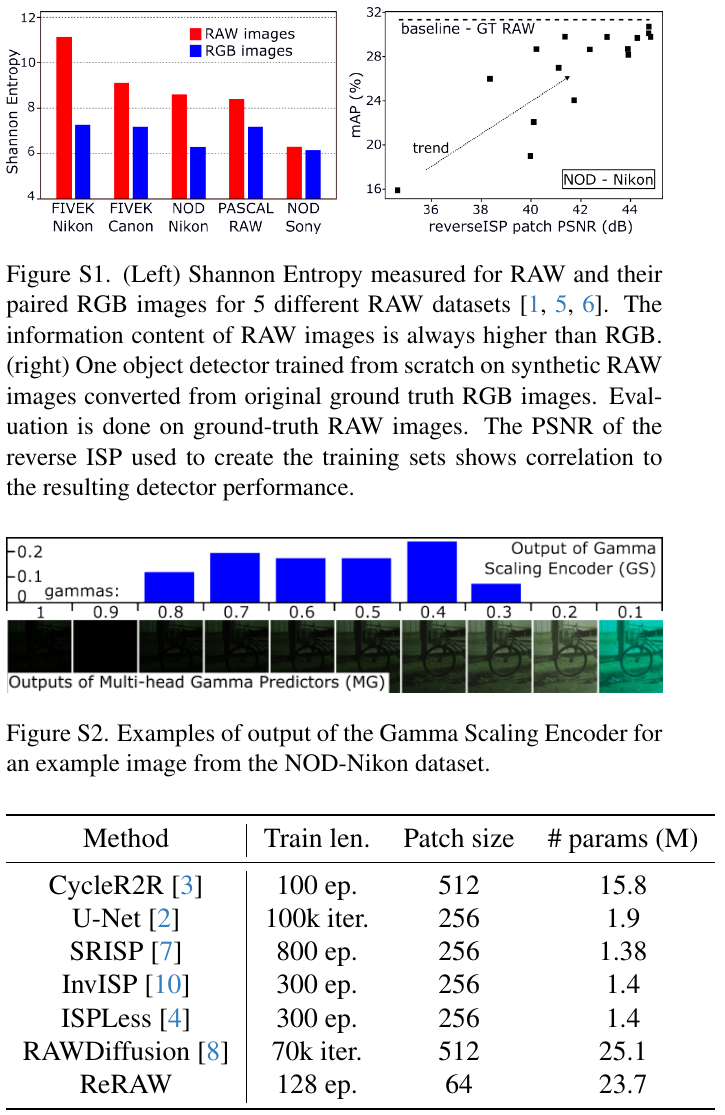 12
10
8
6
4
Shannon Entropy
RAW images
RGB images
FIVEK Nikon
FIVEK Canon
NOD Nikon
PASCAL RAW
NOD Sony
32
28
24
20
16
mAP (%)
baseline - GT RAW
trend
NOD - Nikon
36 38 40 42 44
reverseISP patch PSNR (dB)
Figure S1. (Left) Shannon Entropy measured for RAW and their
paired RGB images for 5 different RAW datasets [1, 5, 6]. The
information content of RAW images is always higher than RGB.
(right) One object detector trained from scratch on synthetic RAW
images converted from original ground truth RGB images. Eval-
uation is done on ground-truth RAW images. The PSNR of the
reverse ISP used to create the training sets shows correlation to
the resulting detector performance.
0.2
0.1
0
gammas:
Output of Gamma
Scaling Encoder (GS)
1 0.9 0.8 0.7 0.6 0.5 0.4 0.3 0.2 0.1
Outputs of Multi-head Gamma Predictors (MG)
Figure S2. Examples of output of the Gamma Scaling Encoder for
an example image from the NOD-Nikon dataset.
Method Train len. Patch size # params (M)
CycleR2R [3] 100 ep. 512 15.8
U-Net [2] 100k iter. 256 1.9
SRISP [7] 800 ep. 256 1.38
InvISP [10] 300 ep. 256 1.4
ISPLess [4] 300 ep. 256 1.4
RAWDiffusion [8] 70k iter. 512 25.1
ReRAW 128 ep. 64 23.7